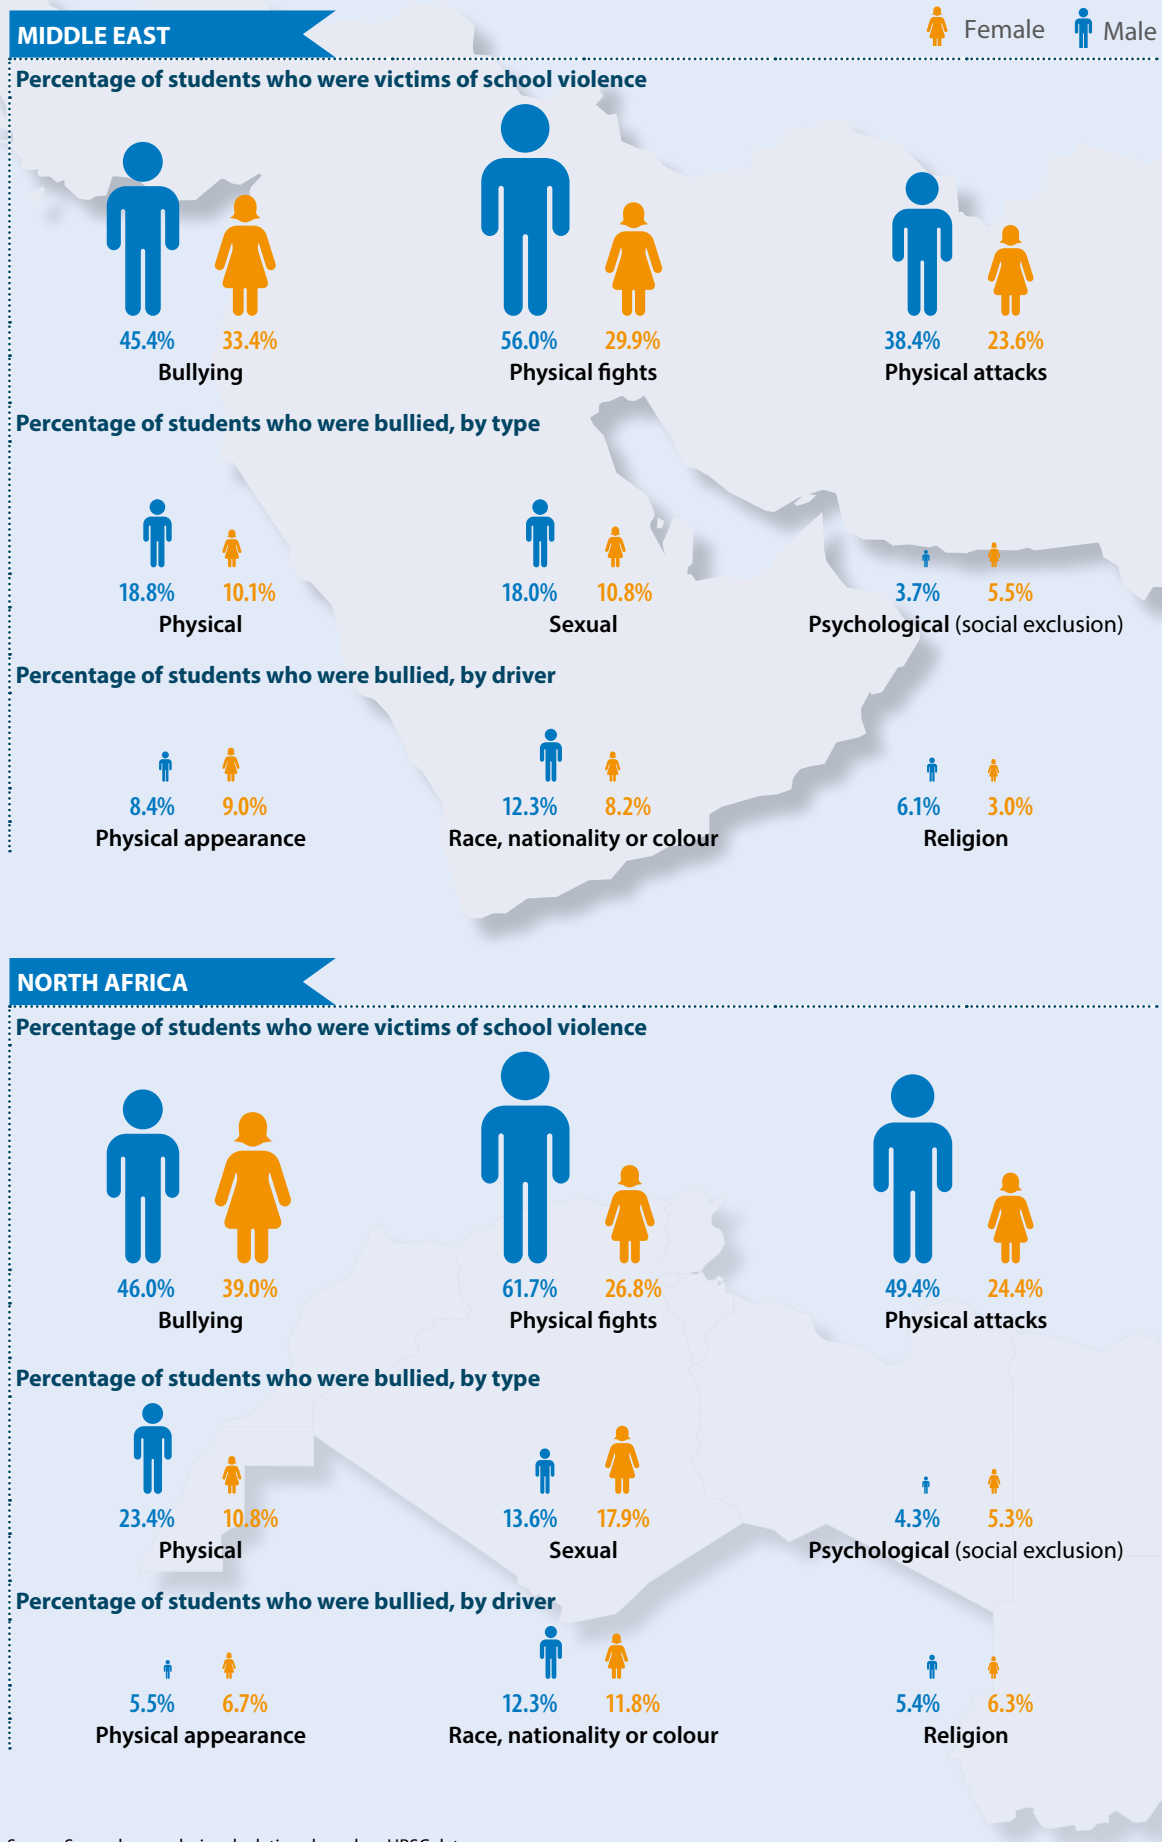 MIDDLE EAST
Female Male
Percentage of students who were victims of school violence
45.4% 33.4% 56.0% 29.9% 38.4% 23.6%
Bullying Physical fights Physical attacks
Percentage of students who were bullied, by type
18.8% 10.1% 18.0% 10.8% 3.7% 5.5%
Physical Sexual Psychological (social exclusion)
Percentage of students who were bullied, by driver
8.4% 9.0% 12.3% 8.2% 6.1% 3.0%
Physical appearance Race, nationality or colour Religion
NORTH AFRICA
Percentage of students who were victims of school violence
46.0% 39.0% 61.7% 26.8% 49.4% 24.4%
Bullying Physical fights Physical attacks
Percentage of students who were bullied, by type
23.4% 10.8% 13.6% 17.9% 4.3% 5.3%
Physical Sexual Psychological (social exclusion)
Percentage of students who were bullied, by driver
5.5% 6.7% 12.3% 11.8% 5.4% 6.3%
Physical appearance Race, nationality or colour Religion